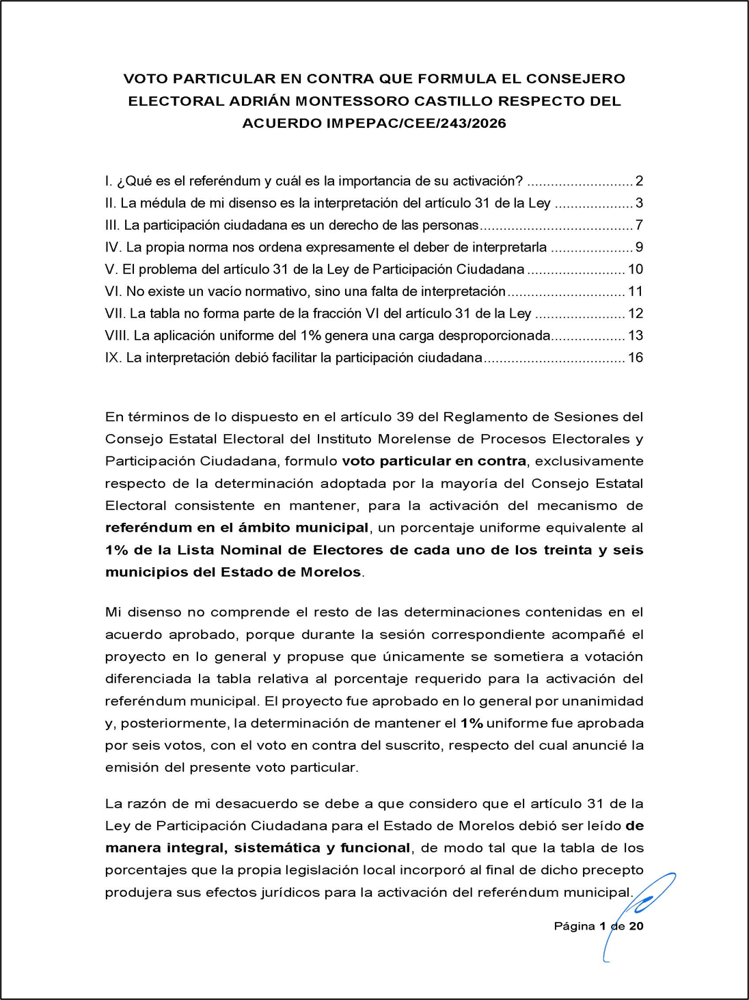 VOTO PARTICULAR EN CONTRA QUE FORMULA EL CONSEJERO
ELECTORAL ADRIÁN MONTESSORO CASTILLO RESPECTO DEL
ACUERDO IMPEPAC/CEE/243/2026
I. ¿Qué es el referéndum y cuál es la importancia de su activación? ........................... 2
II. La médula de mi disenso es la interpretación del artículo 31 de la Ley .................... 3
III. La participación ciudadana es un derecho de las personas....................................... 7
IV. La propia norma nos ordena expresamente el deber de interpretarla ..................... 9
V. El problema del artículo 31 de la Ley de Participación Ciudadana ......................... 10
VI. No existe un vacío normativo, sino una falta de interpretación.............................. 11
VII. La tabla no forma parte de la fracción VI del artículo 31 de la Ley ....................... 12
VIII. La aplicación uniforme del 1% genera una carga desproporcionada................... 13
IX. La interpretación debió facilitar la participación ciudadana.................................... 16
En términos de lo dispuesto en el artículo 39 del Reglamento de Sesiones del
Consejo Estatal Electoral del Instituto Morelense de Procesos Electorales y
Participación Ciudadana, formulo voto particular en contra, exclusivamente
respecto de la determinación adoptada por la mayoría del Consejo Estatal
Electoral consistente en mantener, para la activación del mecanismo de
referéndum en el ámbito municipal, un porcentaje uniforme equivalente al
1% de la Lista Nominal de Electores de cada uno de los treinta y seis
municipios del Estado de Morelos.
Mi disenso no comprende el resto de las determinaciones contenidas en el
acuerdo aprobado, porque durante la sesión correspondiente acompañé el
proyecto en lo general y propuse que únicamente se sometiera a votación
diferenciada la tabla relativa al porcentaje requerido para la activación del
referéndum municipal. El proyecto fue aprobado en lo general por unanimidad
y, posteriormente, la determinación de mantener el 1% uniforme fue aprobada
por seis votos, con el voto en contra del suscrito, respecto del cual anuncié la
emisión del presente voto particular.
La razón de mi desacuerdo se debe a que considero que el artículo 31 de la
Ley de Participación Ciudadana para el Estado de Morelos debió ser leído de
manera integral, sistemática y funcional, de modo tal que la tabla de los
porcentajes que la propia legislación local incorporó al final de dicho precepto
produjera sus efectos jurídicos para la activación del referéndum municipal.
Página 1 de 20